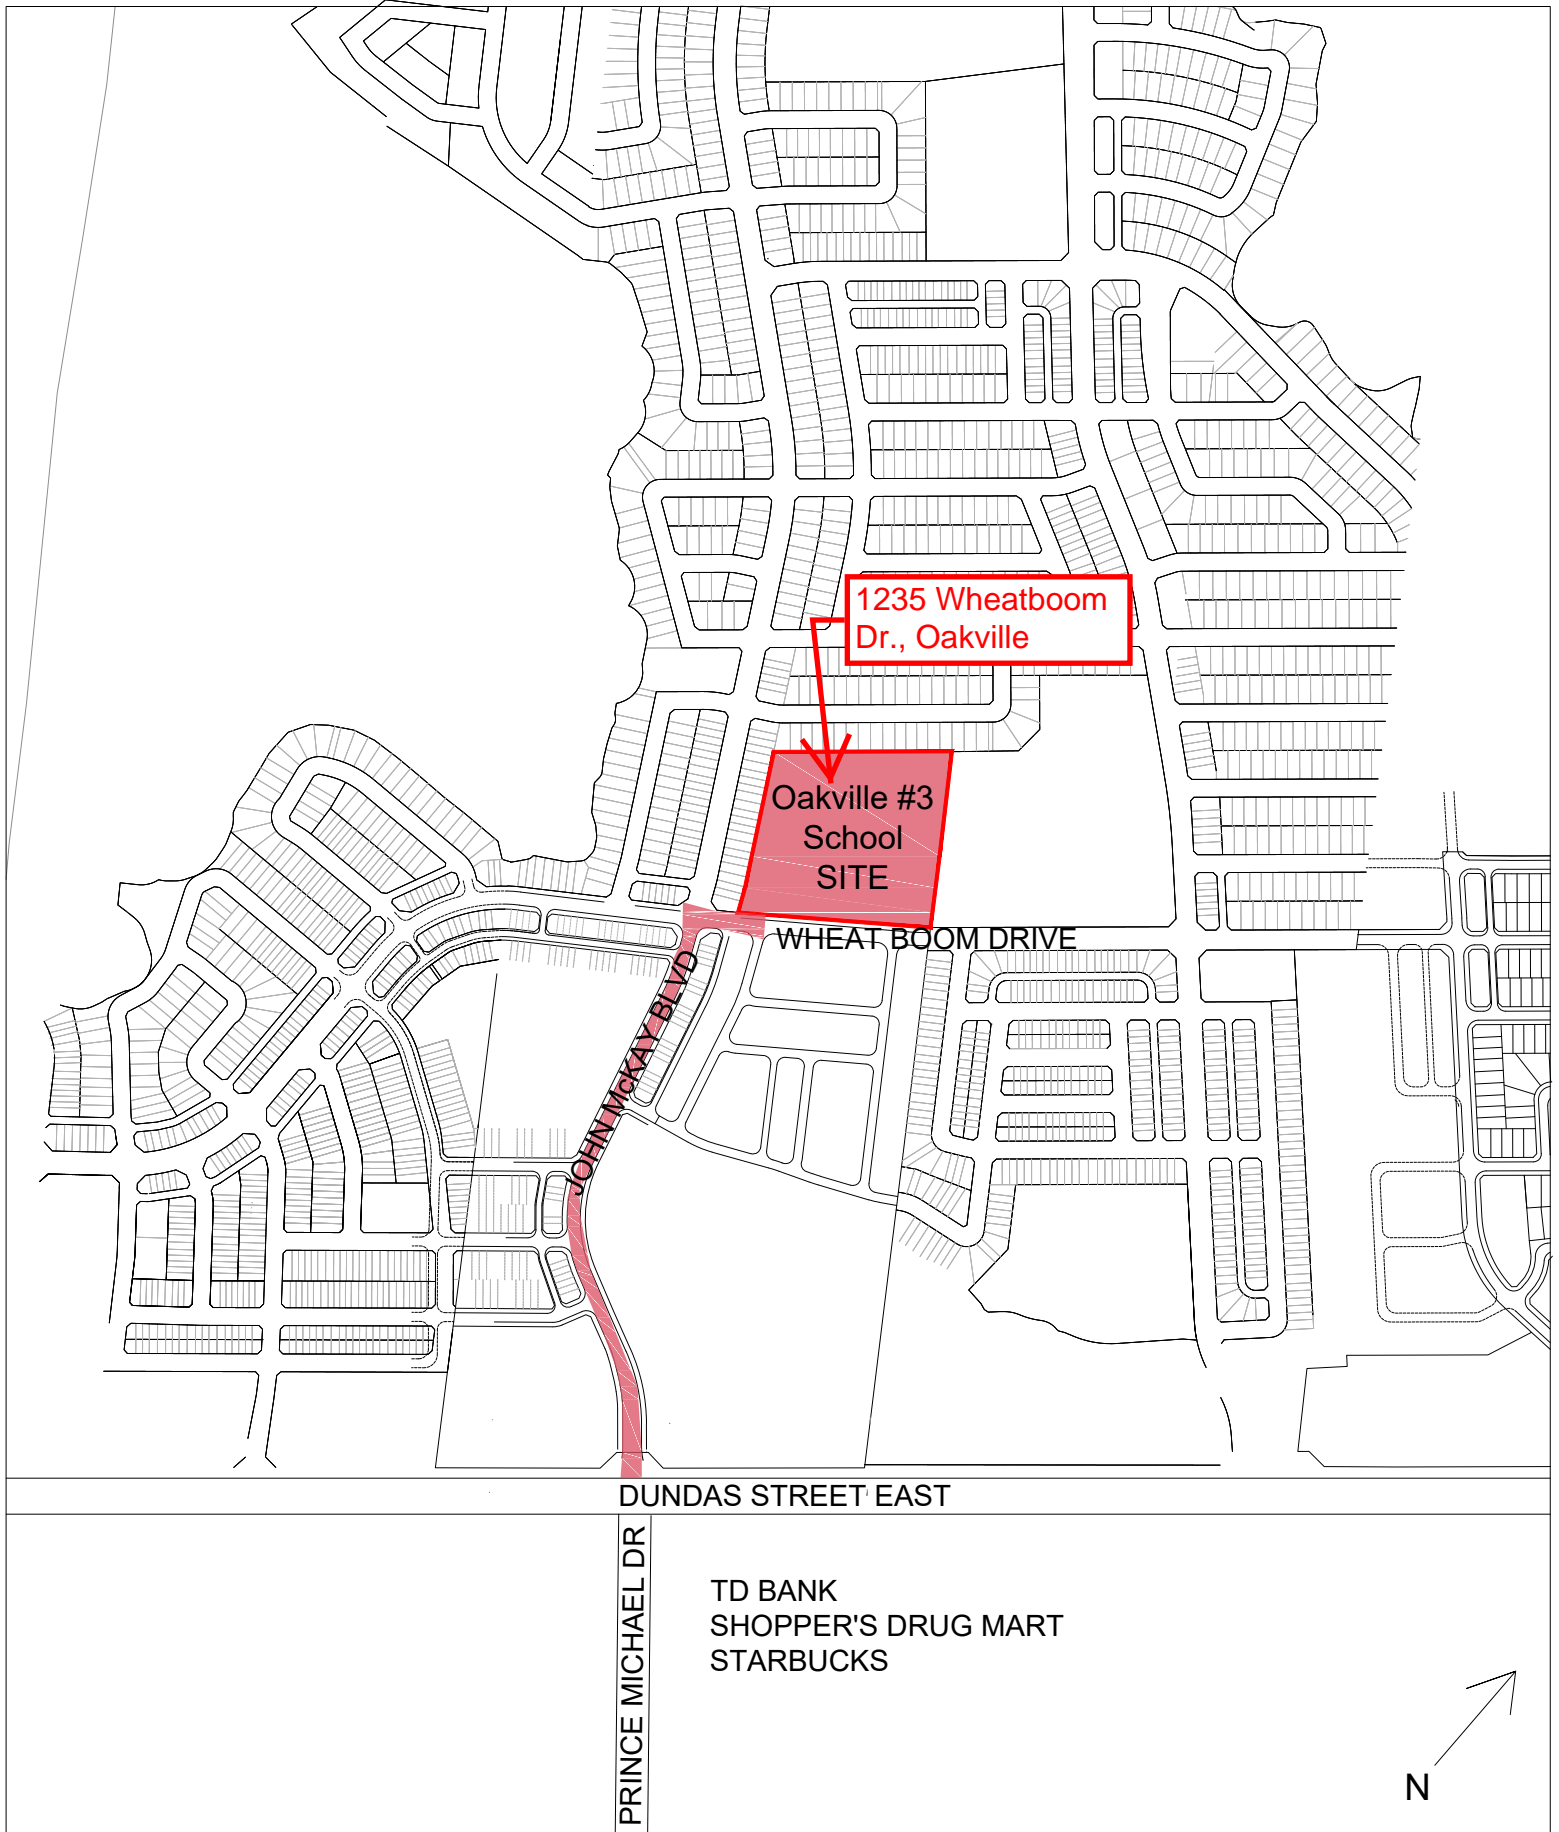 1235 Wheatboom
Dr., Oakville
Oakville #3
School
SITE
WHEAT BOOM DRIVE
JOHN McKAY BLVD
DUNDAS STREET EAST
PRINCE MICHAEL DR
TD BANK
SHOPPER'S DRUG MART
STARBUCKS
N